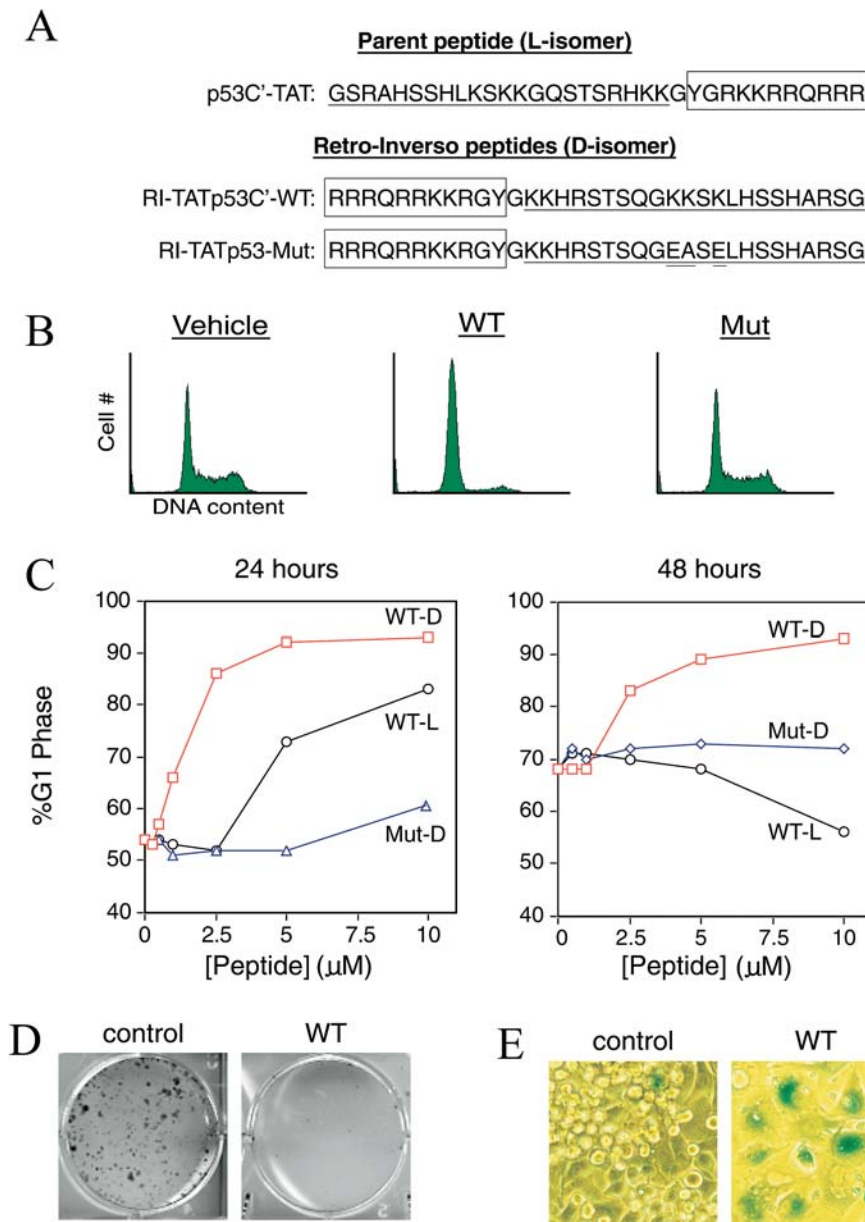 A
Parent peptide (L-isomer)
p53C'-TAT: GSRAHSSHLKSKKGQSTSRHKKGYGRKKRRQRRR
Retro-Inverso peptides (D-isomer)
RI-TATp53C'-WT: RRRQRRKKRGYGKKHRSTSQGKKSKLHSSHARSG
RI-TATp53-Mut: RRRQRRKKRGYGKKHRSTSQGEASELHSSHARSG
B
Vehicle WT Mut
Cell #
DNA content
C
24 hours 48 hours
100 100
90 90
80 80
70 70
60 60
50 50
40 40
%G1 Phase
WT-D
WT-L
Mut-D
WT-D
Mut-D
WT-L
0 2.5 5 7.5 10 0 2.5 5 7.5 10
[Peptide] (μM) [Peptide] (μM)
D control WT
E control WT